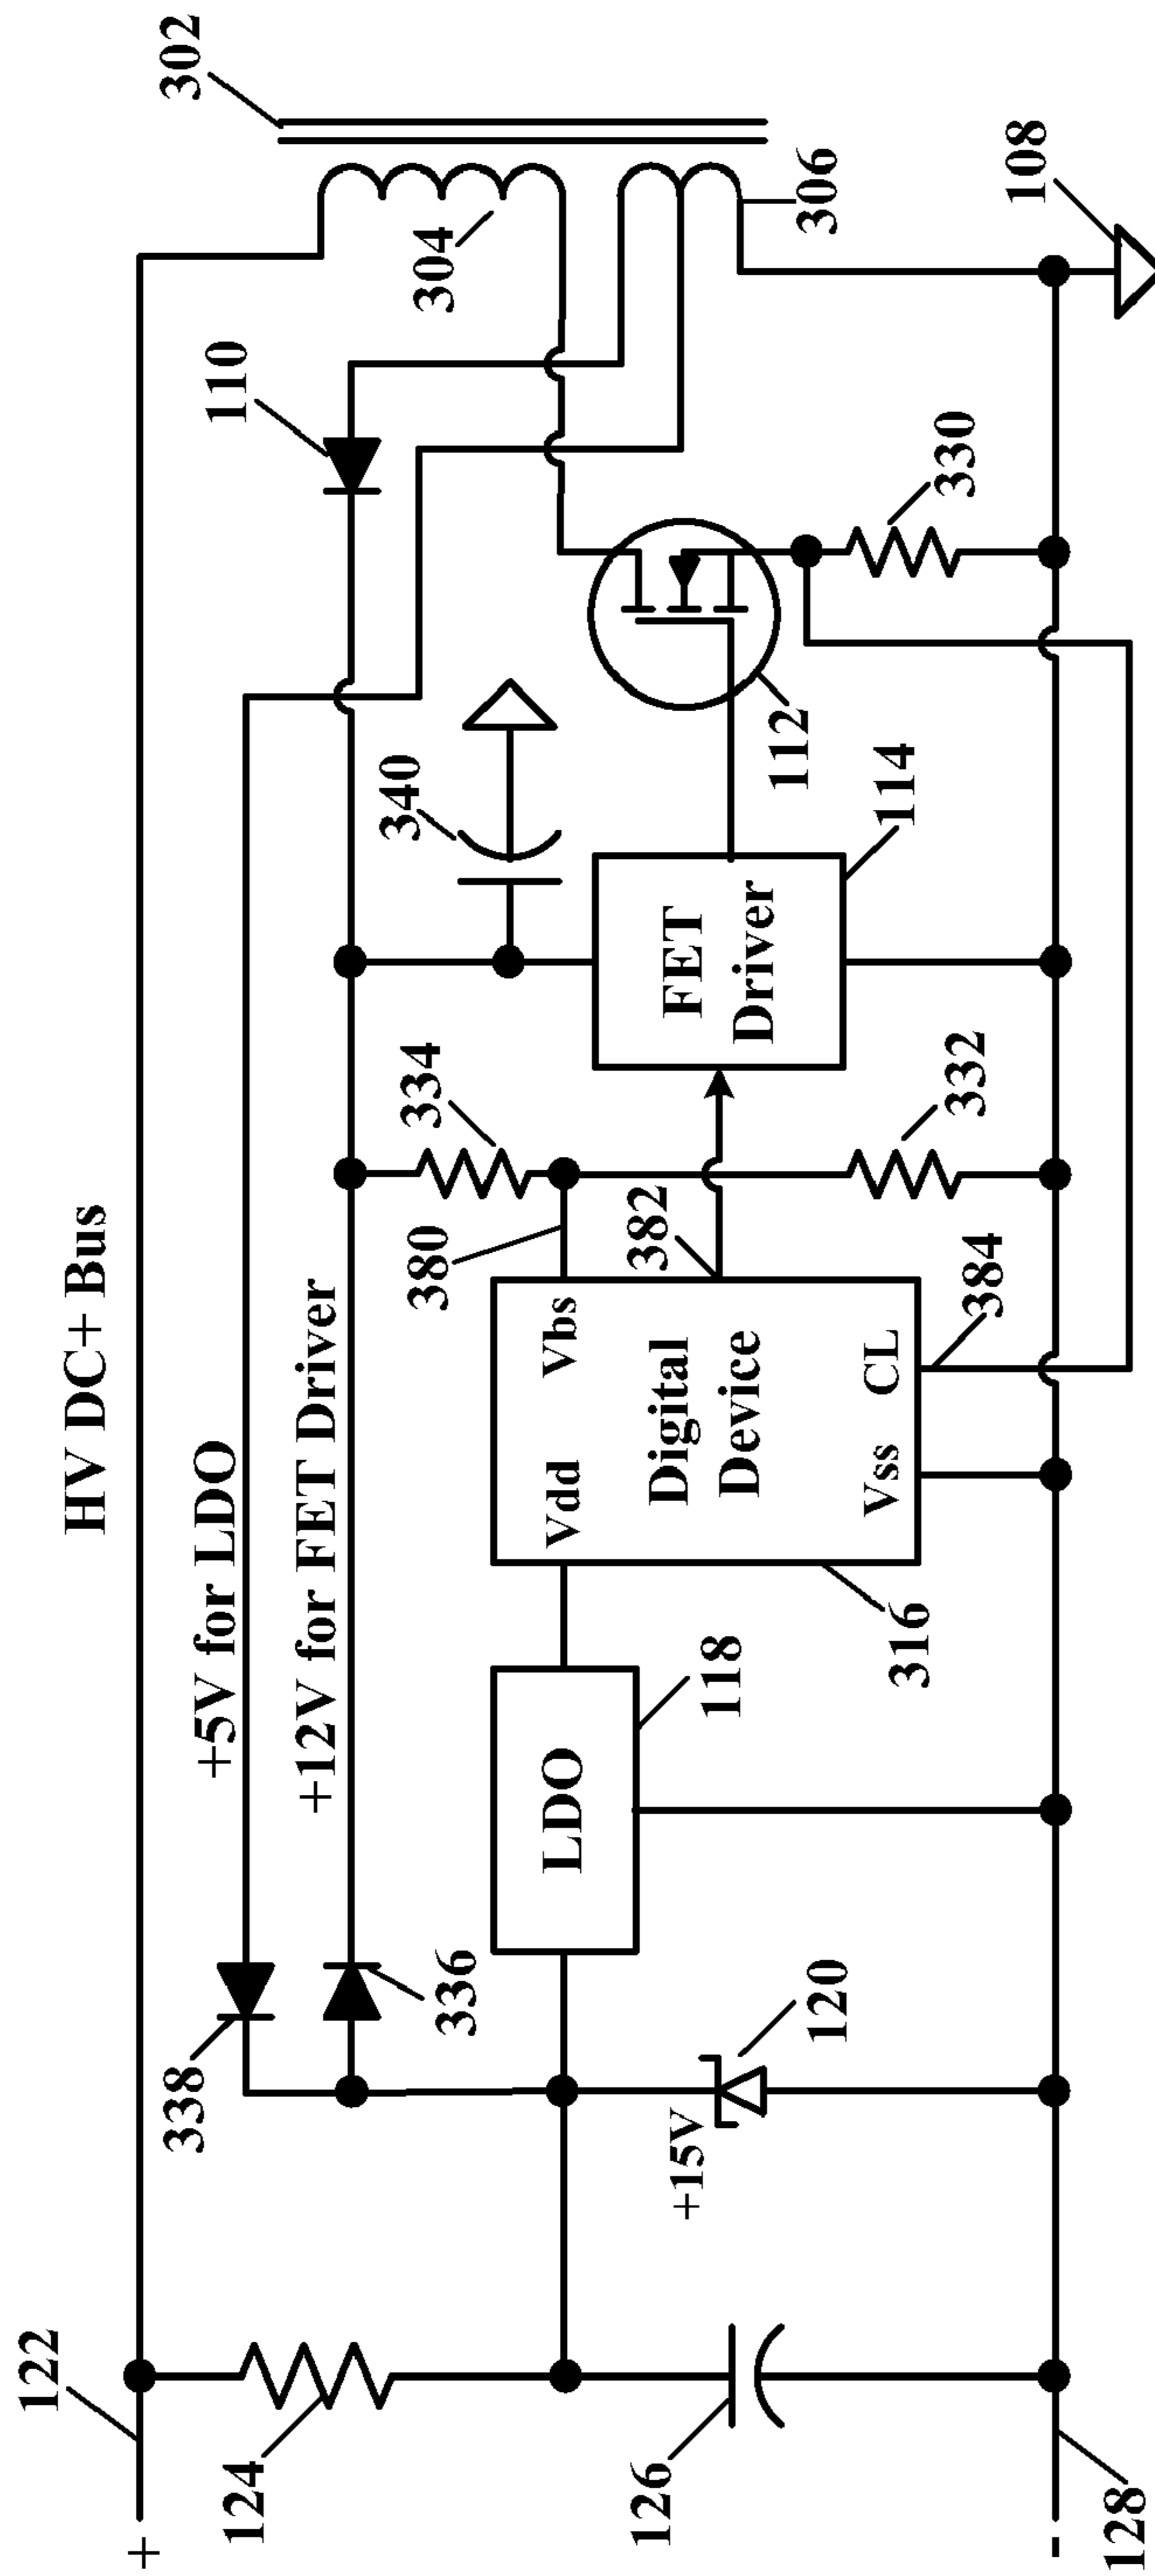 HV DC+ Bus
122
+
+5V for LDO
+12V for FET Driver
302
110
304
306
108
338
336
340
334
380
124
LDO
118
Vdd
Vbs
Digital
Device
Vss
CL
316
382
384
FET
Driver
114
112
332
330
+15V
120
126
-
128